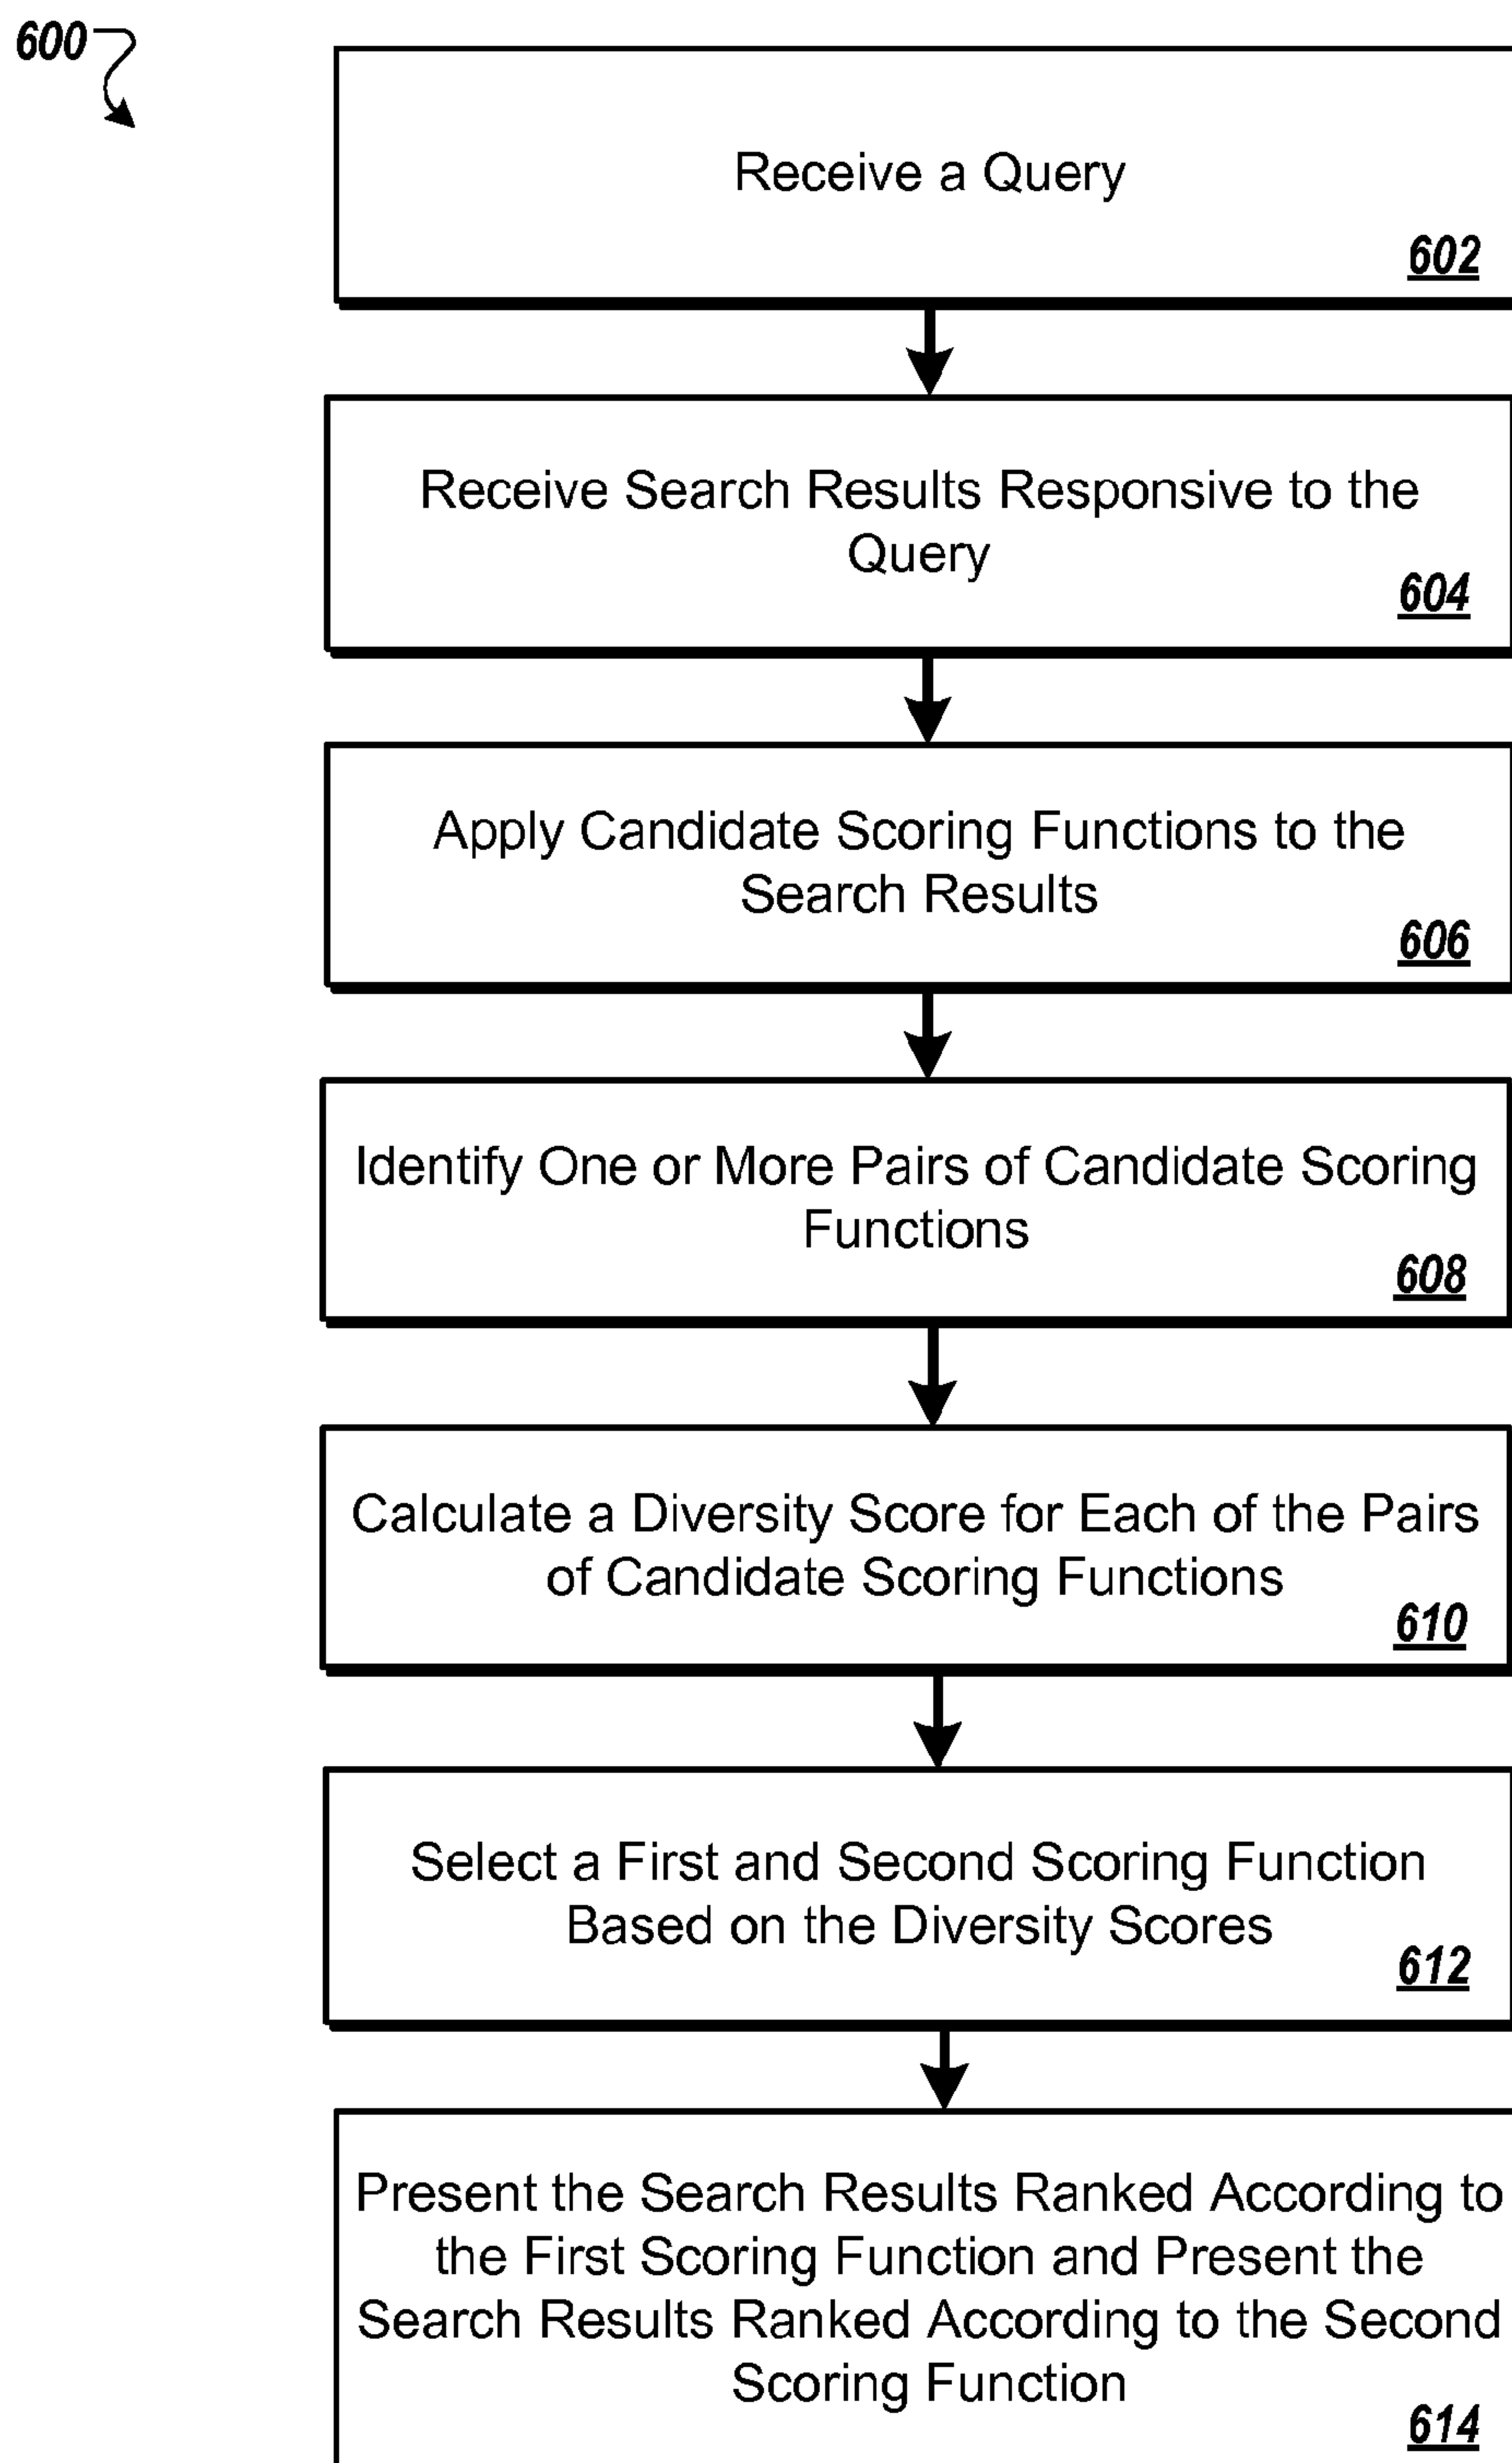 600
Receive a Query
602
Receive Search Results Responsive to the
Query
604
Apply Candidate Scoring Functions to the
Search Results
606
Identify One or More Pairs of Candidate Scoring
Functions
608
Calculate a Diversity Score for Each of the Pairs
of Candidate Scoring Functions
610
Select a First and Second Scoring Function
Based on the Diversity Scores
612
Present the Search Results Ranked According to
the First Scoring Function and Present the
Search Results Ranked According to the Second
Scoring Function
614